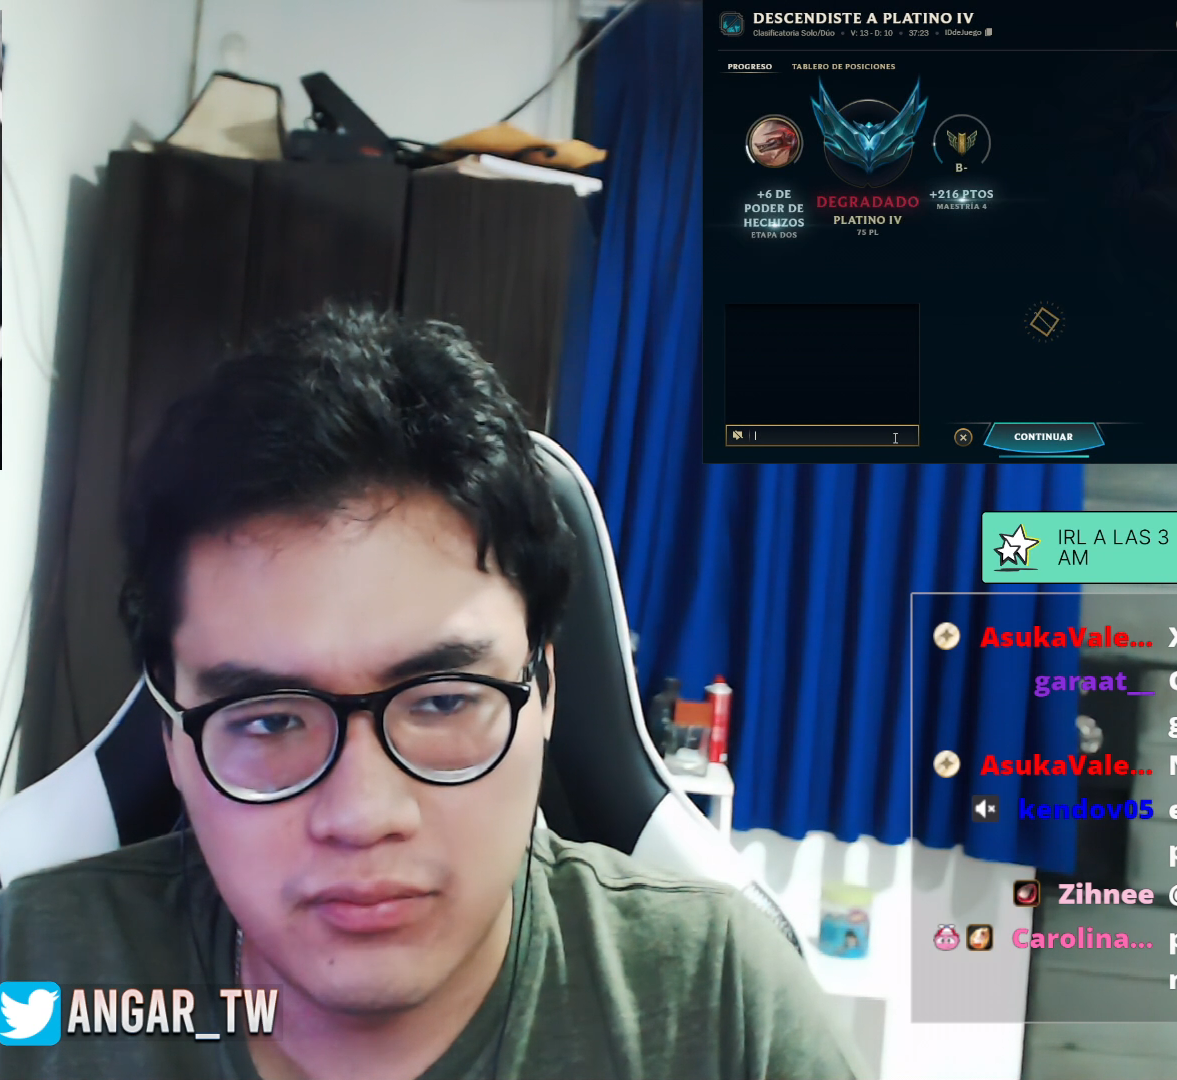 DESCENDISTE A PLATINO IV
Clasificatoria Solo/Dúo • V: 13 - D: 10 • 37:23 • IDdeJuego
PROGRESO TABLERO DE POSICIONES
B-
+6 DE
PODER DE
HECHIZOS
ETAPA DOS
DEGRADADO
PLATINO IV
75 PL
+216 PTOS
MAESTRÍA 4
CONTINUAR
IRL A LAS 3
AM
AsukaVale...
garaat__
AsukaVale...
kendov05
Zihnee
Carolina...
ANGAR_TW